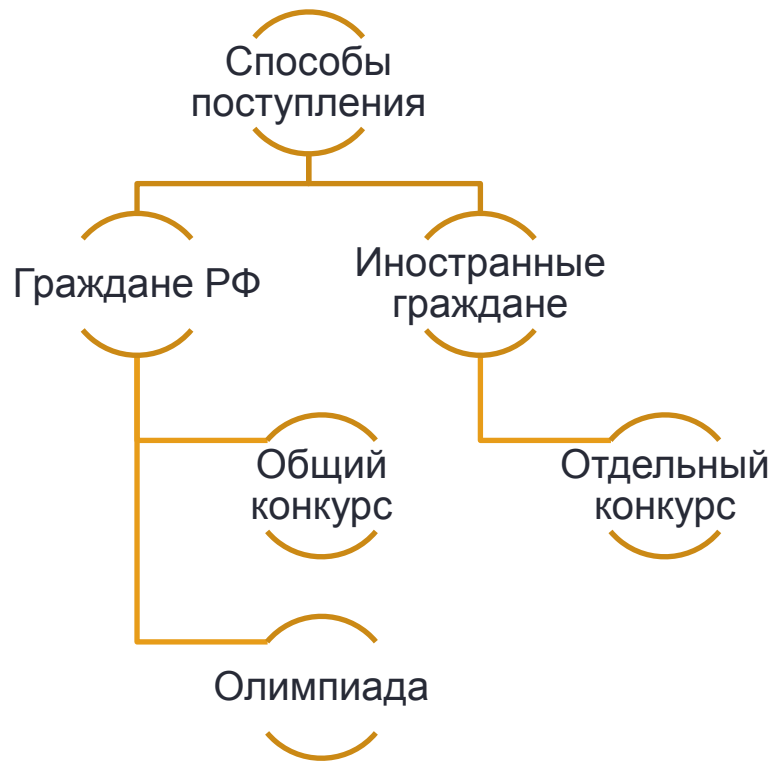 Способы
поступления
Граждане РФ
Иностранные
граждане
Общий
конкурс
Отдельный
конкурс
Олимпиада